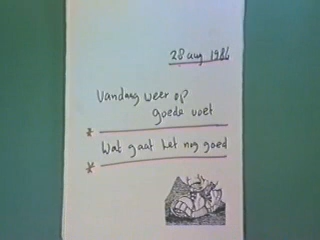 28 aug 1986
Vandaag weer op
goede voet
* Wat gaat het nog goed
*